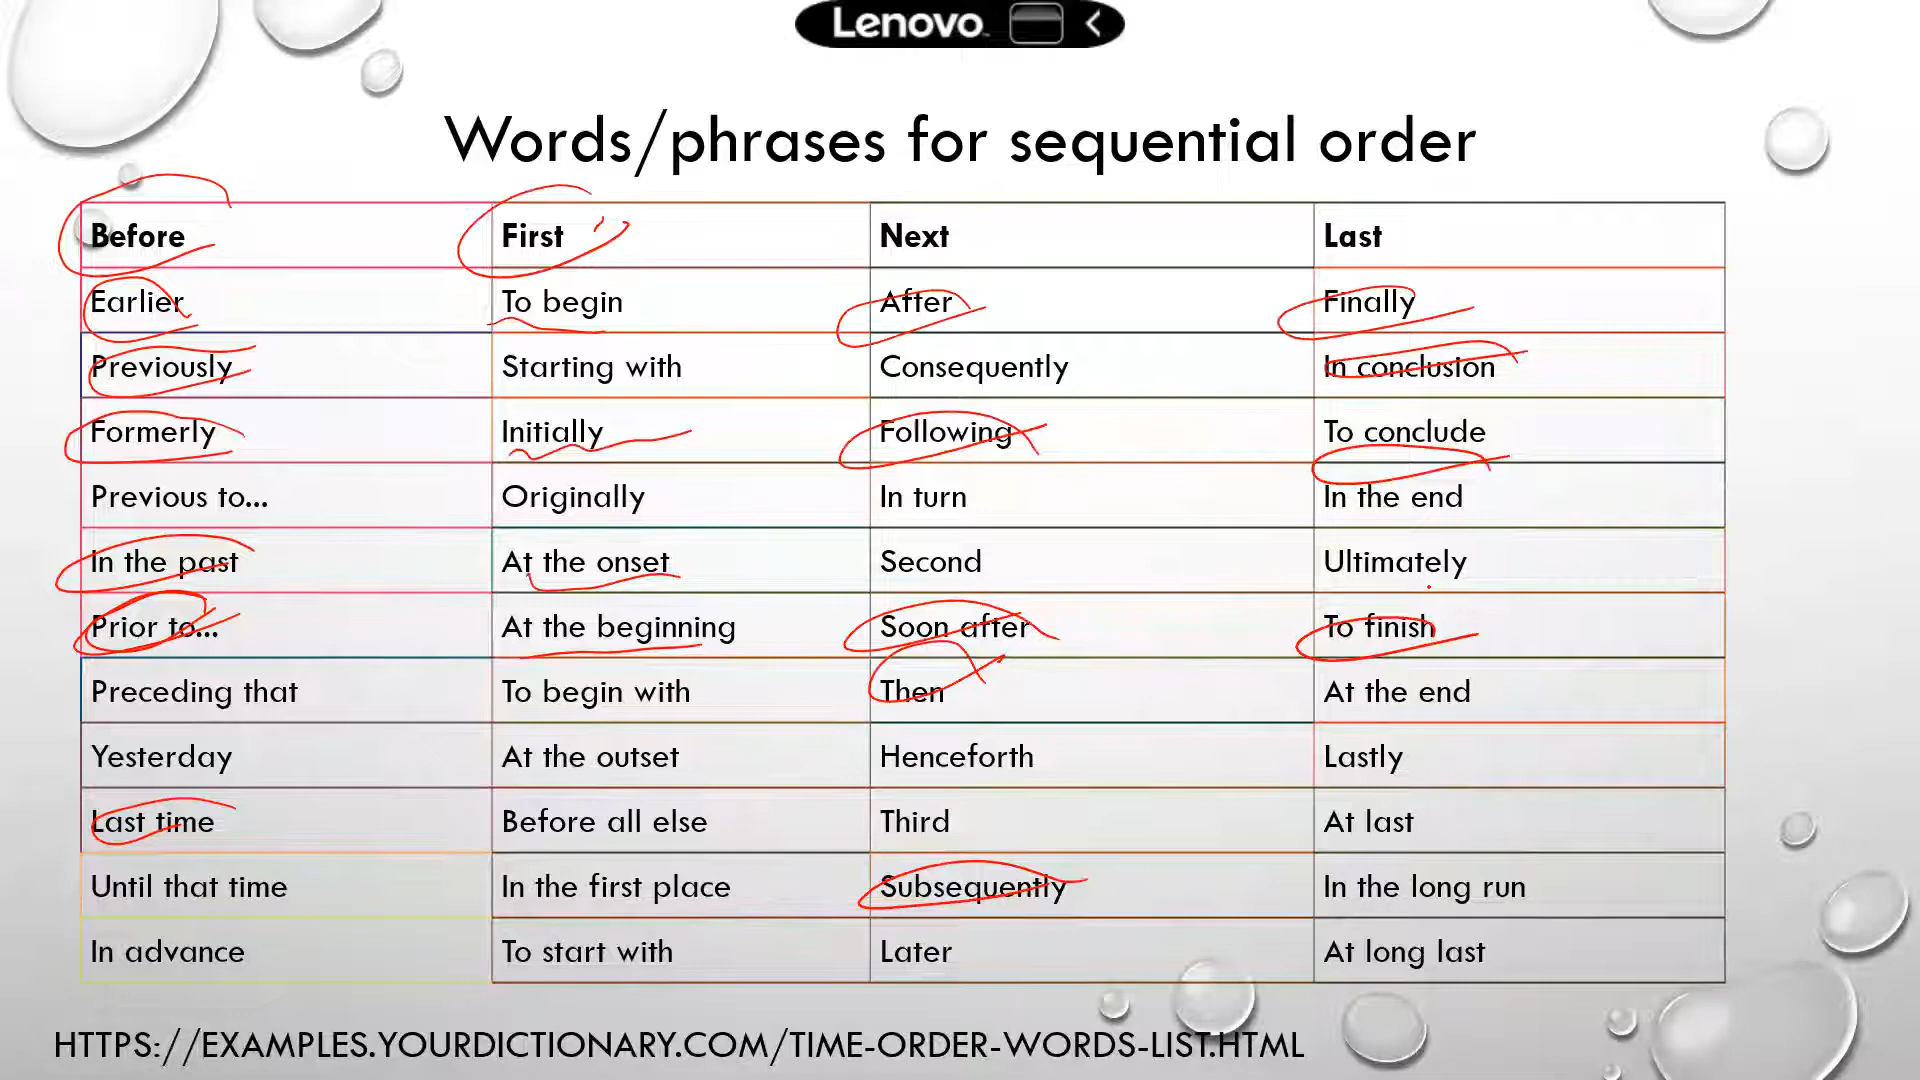 Lenovo
Words/phrases for sequential order
Before First Next Last
Earlier To begin After Finally
Previously Starting with Consequently In conclusion
Formerly Initially Following To conclude
Previous to... Originally In turn In the end
In the past At the onset Second Ultimately
Prior to... At the beginning Soon after To finish
Preceding that To begin with Then At the end
Yesterday At the outset Henceforth Lastly
Last time Before all else Third At last
Until that time In the first place Subsequently In the long run
In advance To start with Later At long last
HTTPS://EXAMPLES.YOURDICTIONARY.COM/TIME-ORDER-WORDS-LIST.HTML